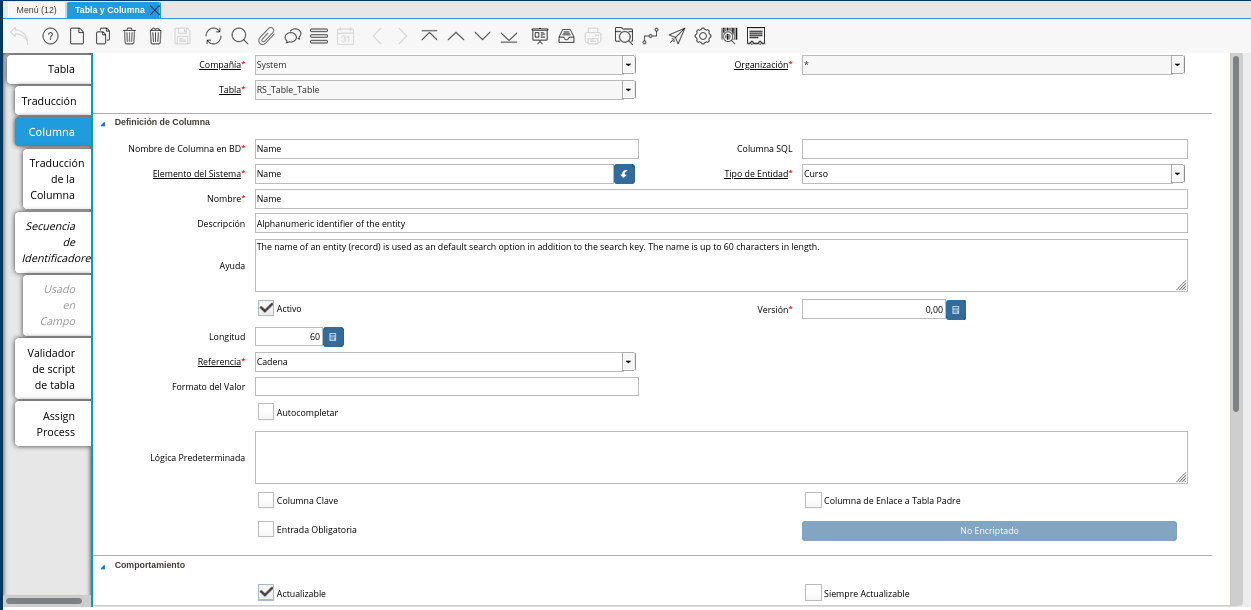 Menú (12)
Tabla y Columna
Tabla
Traducción
Columna
Traducción
de la
Columna
Secuencia
de
Identificadore
Usado
en
Campo
Validador
de script
de tabla
Assign
Process
Compañía* System
Organización* *
Tabla* RS_Table_Table
Definición de Columna
Nombre de Columna en BD* Name
Columna SQL
Elemento del Sistema* Name
Tipo de Entidad* Curso
Nombre* Name
Descripción Alphanumeric identifier of the entity
Ayuda The name of an entity (record) is used as an default search option in addition to the search key. The name is up to 60 characters in length.
Activo
Versión* 0,00
Longitud 60
Referencia* Cadena
Formato del Valor
Autocompletar
Lógica Predeterminada
Columna Clave
Columna de Enlace a Tabla Padre
Entrada Obligatoria
No Encriptado
Comportamiento
Actualizable
Siempre Actualizable